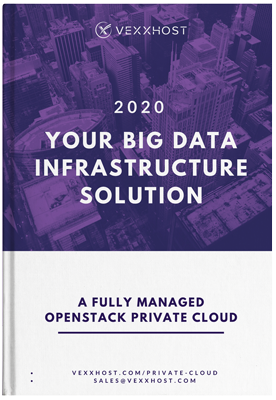 VEXXHOST
2020
YOUR BIG DATA
INFRASTRUCTURE
SOLUTION
A FULLY MANAGED
OPENSTACK PRIVATE CLOUD
VEXXHOST.COM/PRIVATE-CLOUD
SALES@VEXXHOST.COM